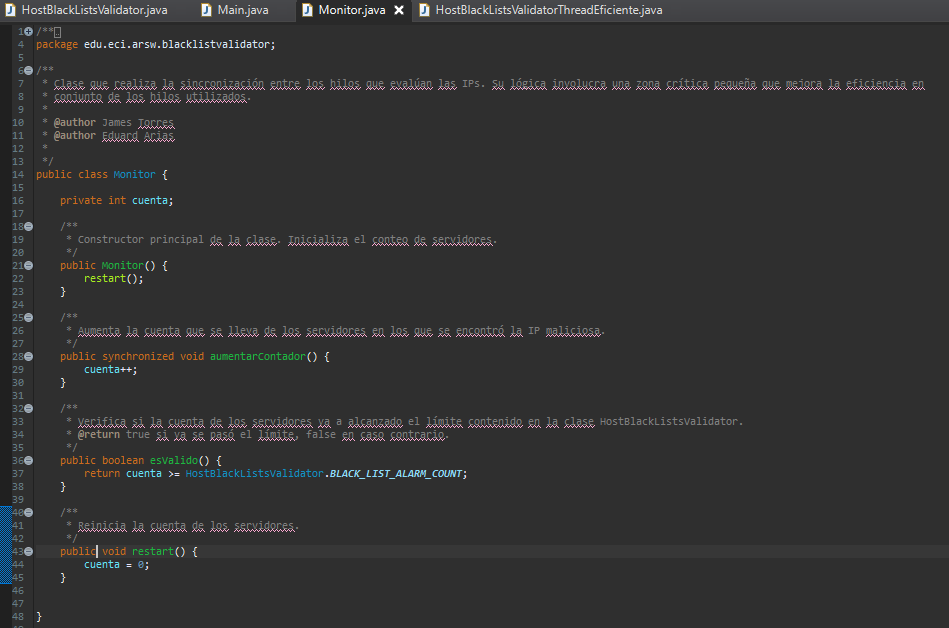 HostBlackListsValidator.java Main.java Monitor.java HostBlackListsValidatorThreadEficiente.java
1 /**
4 package edu.eci.arsw.blacklistvalidator;
5
6 /**
7 * Clase que realiza la sincronización entre los hilos que evalúan las IPs. Su lógica involucra una zona crítica pequeña que mejora la eficiencia en
8 * conjunto de los hilos utilizados.
9 *
10 * @author James Torres
11 * @author Eduard Arias
12 *
13 */
14 public class Monitor {
15
16 private int cuenta;
17
18 /**
19 * Constructor principal de la clase. Inicializa el conteo de servidores.
20 */
21 public Monitor() {
22 restart();
23 }
24
25 /**
26 * Aumenta la cuenta que se lleva de los servidores en los que se encontró la IP maliciosa.
27 */
28 public synchronized void aumentarContador() {
29 cuenta++;
30 }
31
32 /**
33 * Verifica si la cuenta de los servidores ya a alcanzado el límite contenido en la clase HostBlackListsValidator.
34 * @return true si ya se pasó el límite, false en caso contrario.
35 */
36 public boolean esValido() {
37 return cuenta >= HostBlackListsValidator.BLACK_LIST_ALARM_COUNT;
38 }
39
40 /**
41 * Reinicia la cuenta de los servidores.
42 */
43 public void restart() {
44 cuenta = 0;
45 }
46
47
48 }